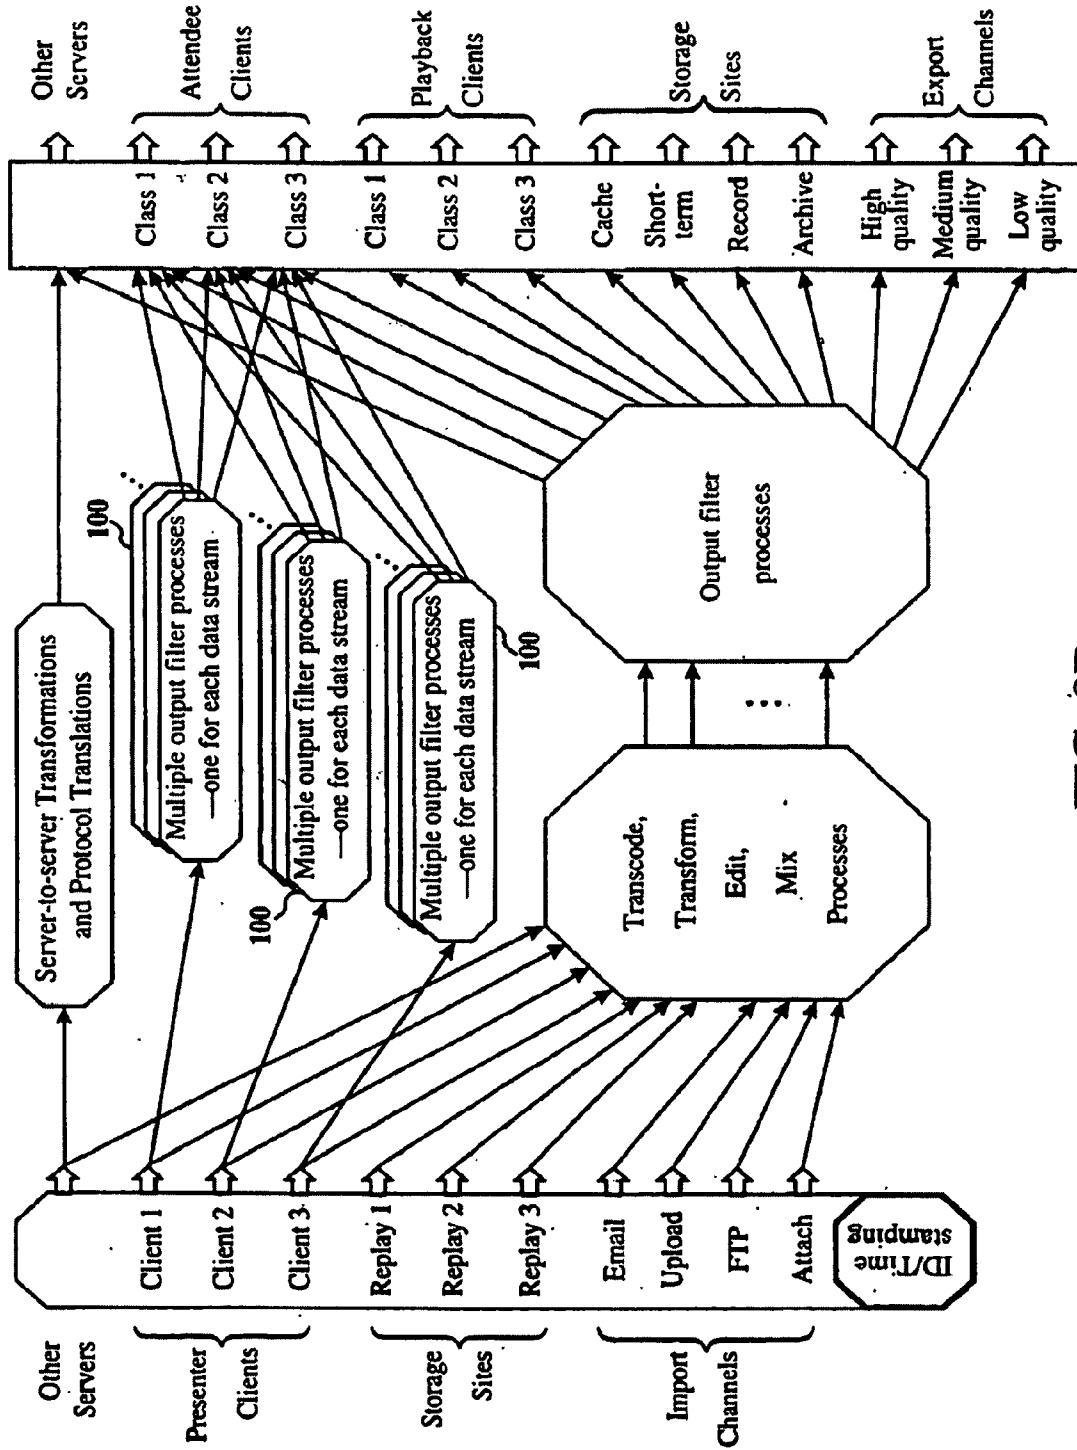 Other
Servers
Presenter
Clients
Storage
Sites
Import
Channels
Client 1
Client 2
Client 3
Replay 1
Replay 2
Replay 3
Email
Upload
FTP
Attach
ID/Time
stamping
Server-to-server Transformations
and Protocol Translations
100
Multiple output filter processes
—one for each data stream
100
Multiple output filter processes
—one for each data stream
100
Multiple output filter processes
—one for each data stream
Transcode,
Transform,
Edit,
Mix
Processes
...
Output filter
processes
Class 1
Class 2
Class 3
Class 1
Class 2
Class 3
Cache
Short-
term
Record
Archive
High
quality
Medium
quality
Low
quality
Other
Servers
Attendee
Clients
Playback
Clients
Storage
Sites
Export
Channels